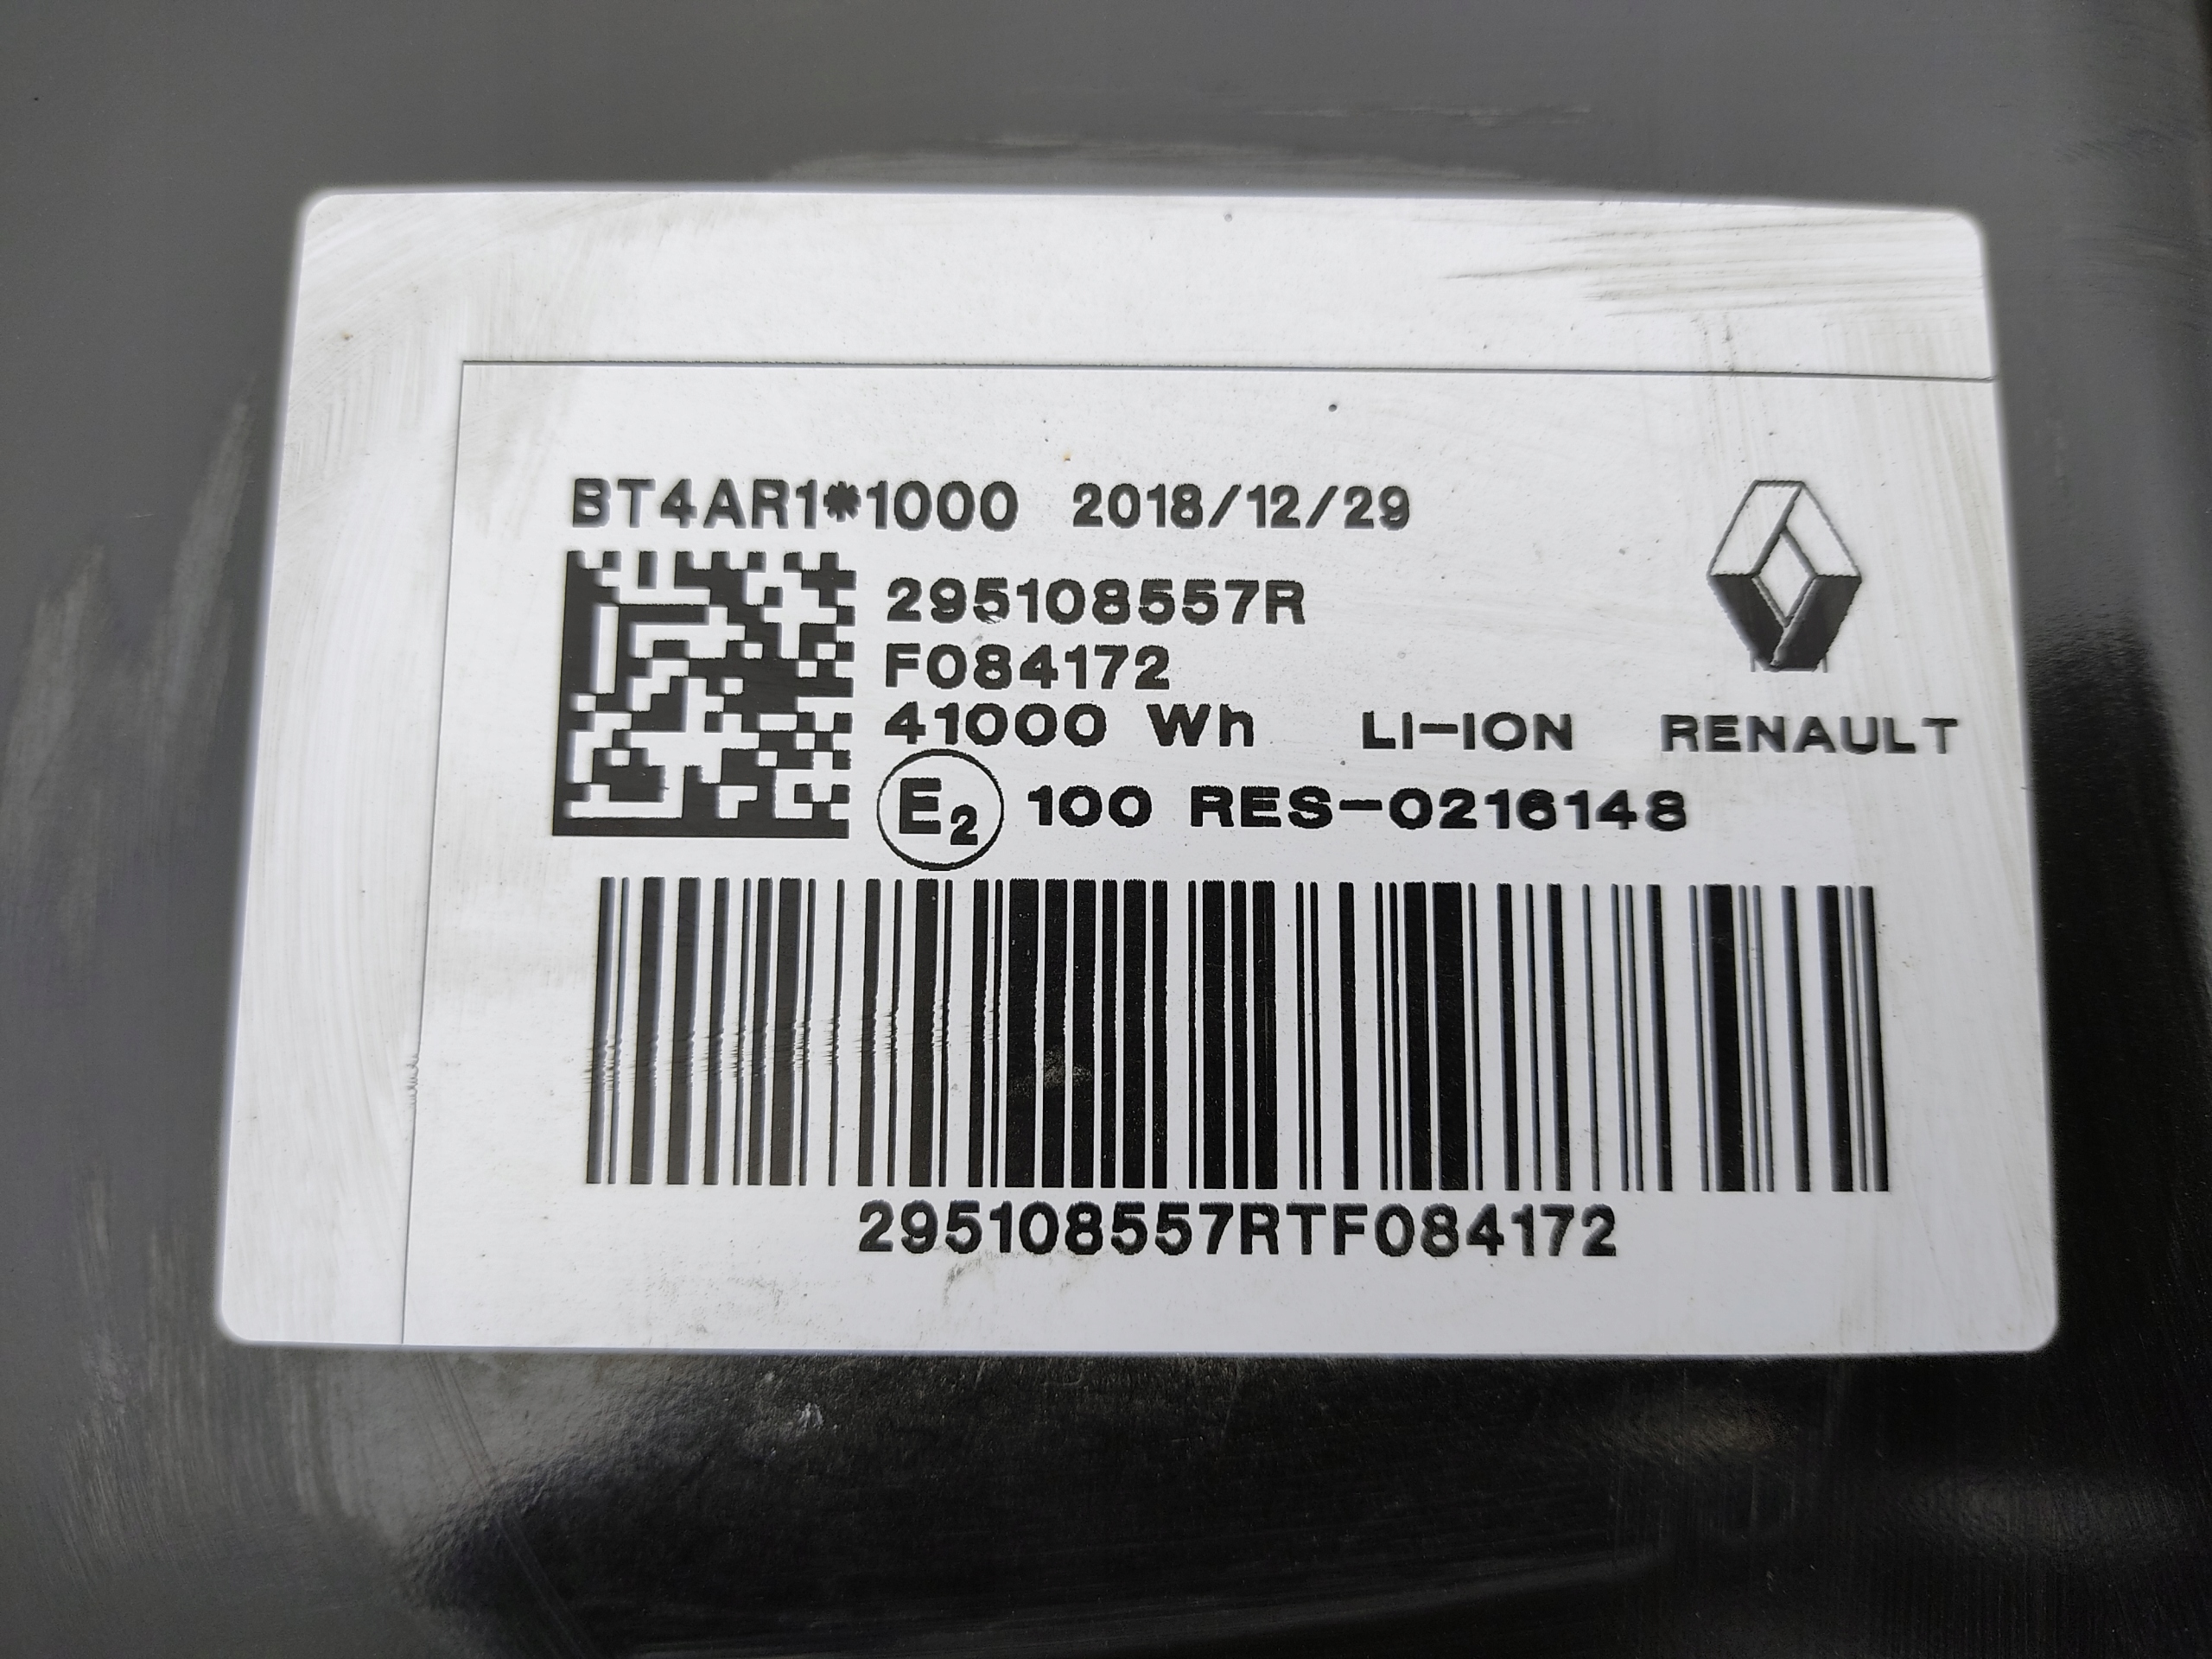 BT4AR1*1000 2018/12/29
295108557R
F084172
41000 Wh LI-ION RENAULT
E2 100 RES-0216148
295108557RTF084172